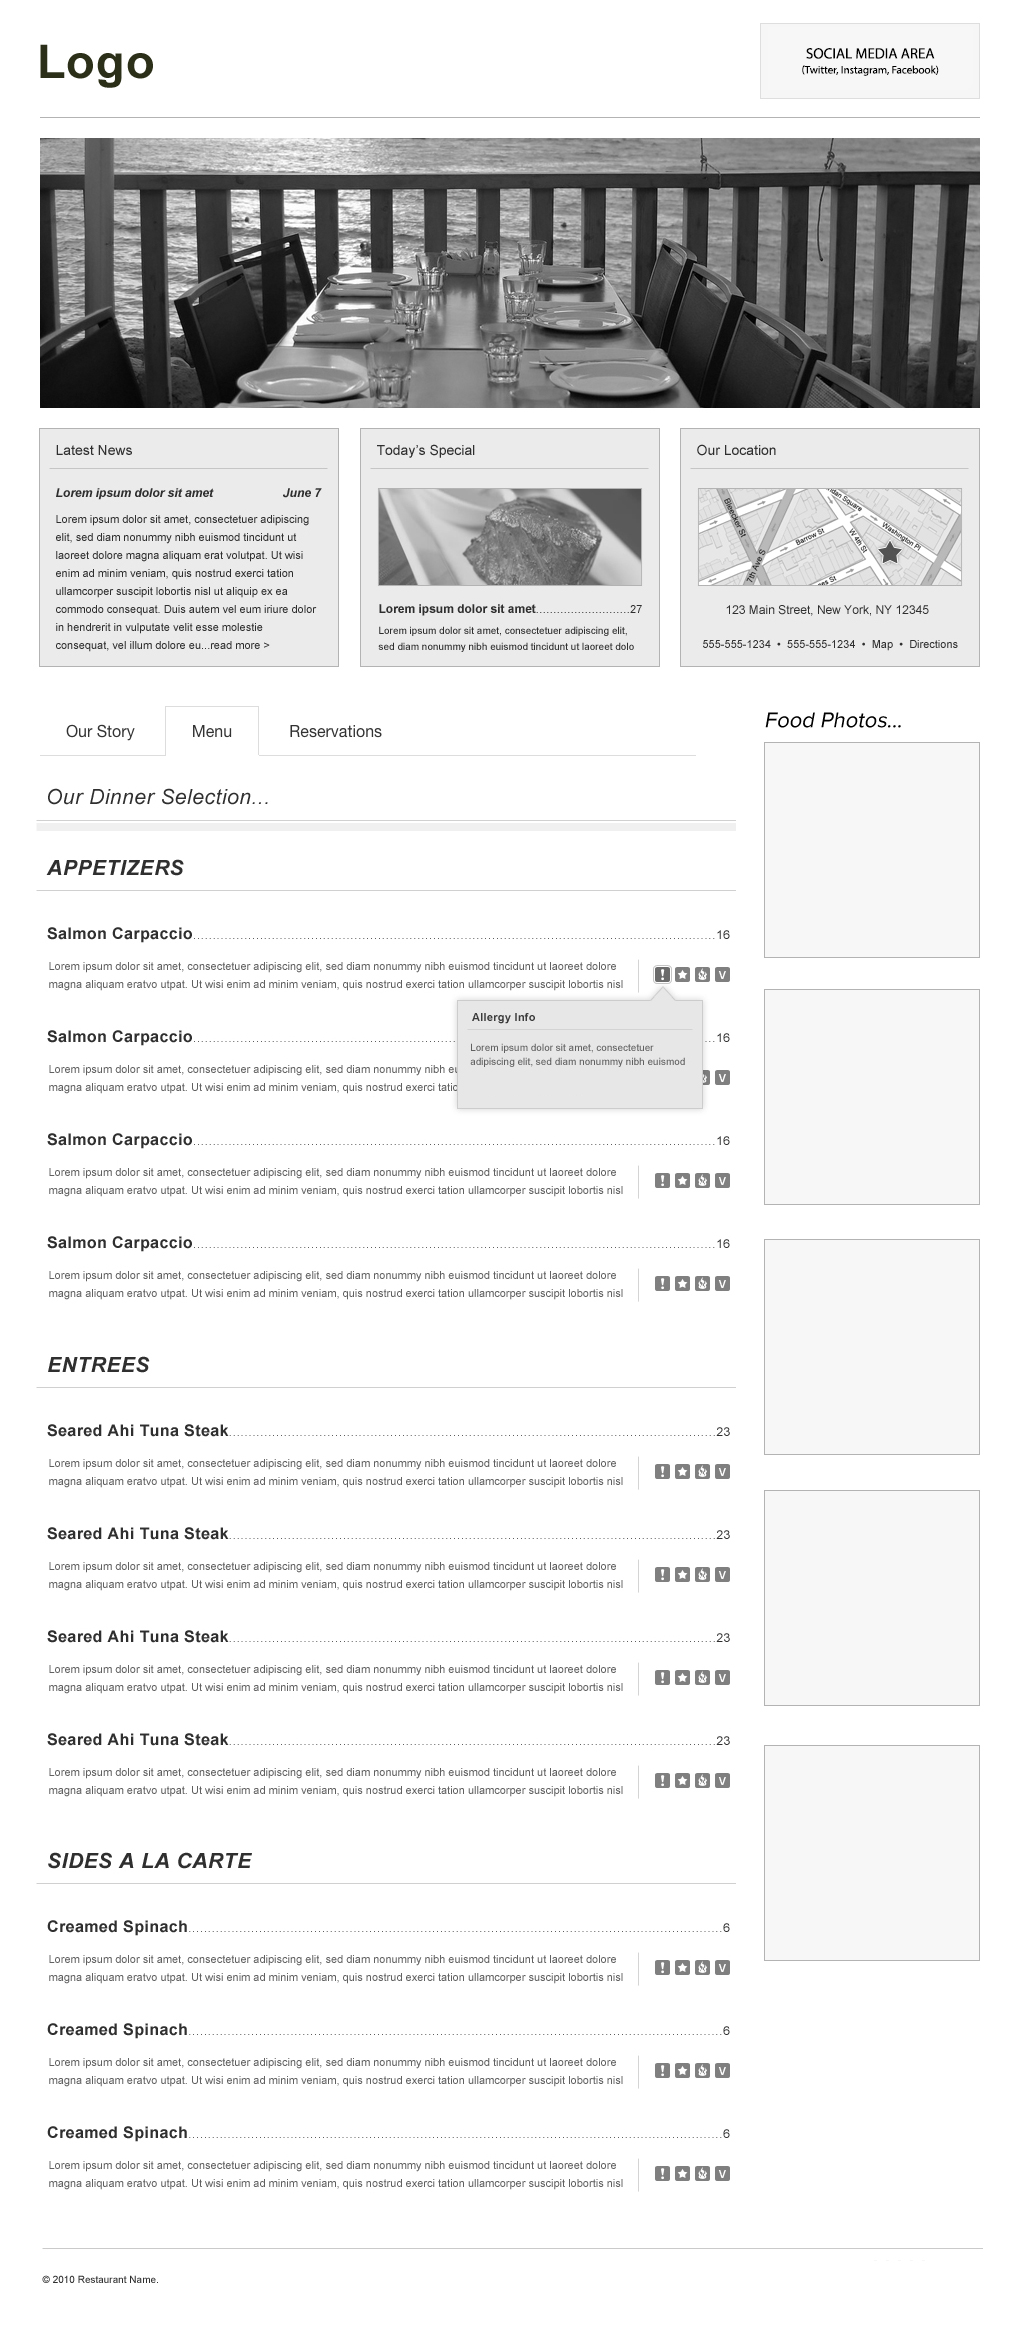 Logo
SOCIAL MEDIA AREA
(Twitter, Instagram, Facebook)
Latest News
Lorem ipsum dolor sit amet June 7
Lorem ipsum dolor sit amet, consectetuer adipiscing
elit, sed diam nonummy nibh euismod tincidunt ut
laoreet dolore magna aliquam erat volutpat. Ut wisi
enim ad minim veniam, quis nostrud exerci tation
ullamcorper suscipit lobortis nisl ut aliquip ex ea
commodo consequat. Duis autem vel eum iriure dolor
in hendrerit in vulputate velit esse molestie
consequat, vel illum dolore eu...read more >
Today's Special
Lorem ipsum dolor sit amet..........................27
Lorem ipsum dolor sit amet, consectetuer adipiscing elit,
sed diam nonummy nibh euismod tincidunt ut laoreet dolo
Our Location
Bleecker St
7th Ave S
Barrow St
W 4th St
Washington Pl
123 Main Street, New York, NY 12345
555-555-1234 • 555-555-1234 • Map • Directions
Our Story Menu Reservations
Our Dinner Selection...
APPETIZERS
Salmon Carpaccio........16
Lorem ipsum dolor sit amet, consectetuer adipiscing elit, sed diam nonummy nibh euismod tincidunt ut laoreet dolore
magna aliquam eratvo utpat. Ut wisi enim ad minim veniam, quis nostrud exerci tation ullamcorper suscipit lobortis nisl
! V
Allergy Info
Lorem ipsum dolor sit amet, consectetuer
adipiscing elit, sed diam nonummy nibh euismod
Salmon Carpaccio........16
Lorem ipsum dolor sit amet, consectetuer adipiscing elit, sed diam nonummy nibh
magna aliquam eratvo utpat. Ut wisi enim ad minim veniam, quis nostrud exerci
V
Salmon Carpaccio........16
Lorem ipsum dolor sit amet, consectetuer adipiscing elit, sed diam nonummy nibh euismod tincidunt ut laoreet dolore
magna aliquam eratvo utpat. Ut wisi enim ad minim veniam, quis nostrud exerci tation ullamcorper suscipit lobortis nisl
! V
Salmon Carpaccio........16
Lorem ipsum dolor sit amet, consectetuer adipiscing elit, sed diam nonummy nibh euismod tincidunt ut laoreet dolore
magna aliquam eratvo utpat. Ut wisi enim ad minim veniam, quis nostrud exerci tation ullamcorper suscipit lobortis nisl
! V
ENTREES
Seared Ahi Tuna Steak........23
Lorem ipsum dolor sit amet, consectetuer adipiscing elit, sed diam nonummy nibh euismod tincidunt ut laoreet dolore
magna aliquam eratvo utpat. Ut wisi enim ad minim veniam, quis nostrud exerci tation ullamcorper suscipit lobortis nisl
! V
Seared Ahi Tuna Steak........23
Lorem ipsum dolor sit amet, consectetuer adipiscing elit, sed diam nonummy nibh euismod tincidunt ut laoreet dolore
magna aliquam eratvo utpat. Ut wisi enim ad minim veniam, quis nostrud exerci tation ullamcorper suscipit lobortis nisl
! V
Seared Ahi Tuna Steak........23
Lorem ipsum dolor sit amet, consectetuer adipiscing elit, sed diam nonummy nibh euismod tincidunt ut laoreet dolore
magna aliquam eratvo utpat. Ut wisi enim ad minim veniam, quis nostrud exerci tation ullamcorper suscipit lobortis nisl
! V
Seared Ahi Tuna Steak........23
Lorem ipsum dolor sit amet, consectetuer adipiscing elit, sed diam nonummy nibh euismod tincidunt ut laoreet dolore
magna aliquam eratvo utpat. Ut wisi enim ad minim veniam, quis nostrud exerci tation ullamcorper suscipit lobortis nisl
! V
SIDES A LA CARTE
Creamed Spinach........6
Lorem ipsum dolor sit amet, consectetuer adipiscing elit, sed diam nonummy nibh euismod tincidunt ut laoreet dolore
magna aliquam eratvo utpat. Ut wisi enim ad minim veniam, quis nostrud exerci tation ullamcorper suscipit lobortis nisl
! V
Creamed Spinach........6
Lorem ipsum dolor sit amet, consectetuer adipiscing elit, sed diam nonummy nibh euismod tincidunt ut laoreet dolore
magna aliquam eratvo utpat. Ut wisi enim ad minim veniam, quis nostrud exerci tation ullamcorper suscipit lobortis nisl
! V
Creamed Spinach........6
Lorem ipsum dolor sit amet, consectetuer adipiscing elit, sed diam nonummy nibh euismod tincidunt ut laoreet dolore
magna aliquam eratvo utpat. Ut wisi enim ad minim veniam, quis nostrud exerci tation ullamcorper suscipit lobortis nisl
! V
Food Photos...
© 2010 Restaurant Name.